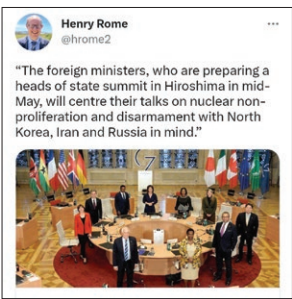 Henry Rome
@hrome2
“The foreign ministers, who are preparing a
heads of state summit in Hiroshima in mid-
May, will centre their talks on nuclear non-
proliferation and disarmament with North
Korea, Iran and Russia in mind.”